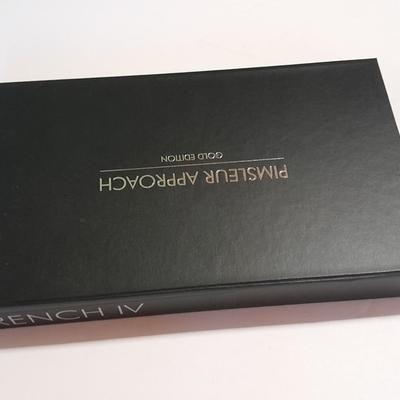 PIMSLEUR APPROACH
GOLD EDITION
RENCH IV